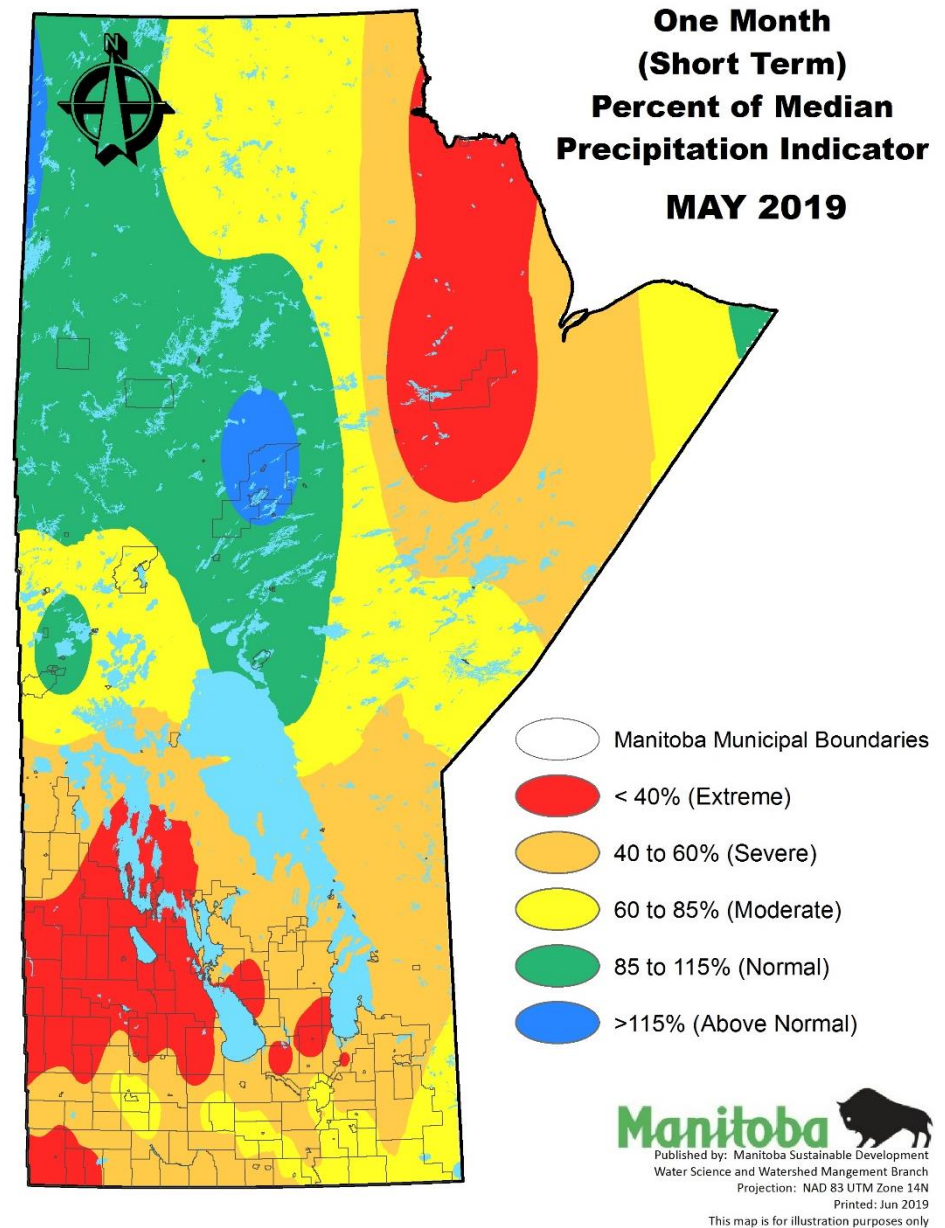 One Month
(Short Term)
Percent of Median
Precipitation Indicator
MAY 2019
N
Manitoba Municipal Boundaries
< 40% (Extreme)
40 to 60% (Severe)
60 to 85% (Moderate)
85 to 115% (Normal)
>115% (Above Normal)
Manitoba
Published by: Manitoba Sustainable Development
Water Science and Watershed Mangement Branch
Projection: NAD 83 UTM Zone 14N
Printed: Jun 2019
This map is for illustration purposes only